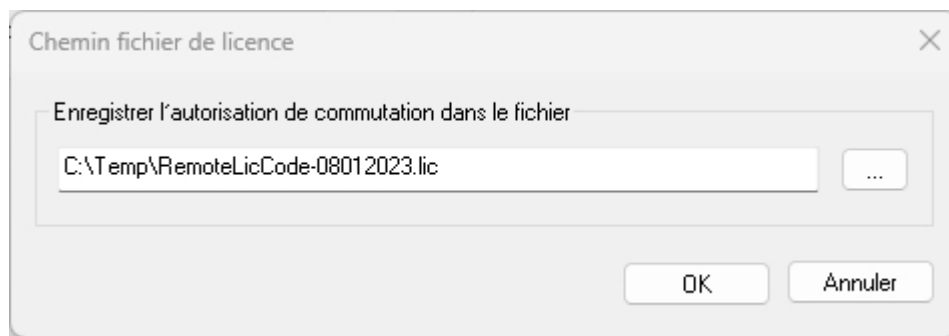 Chemin fichier de licence
Enregistrer l'autorisation de commutation dans le fichier
C:\Temp\RemoteLicCode-08012023.lic
...
OK
Annuler